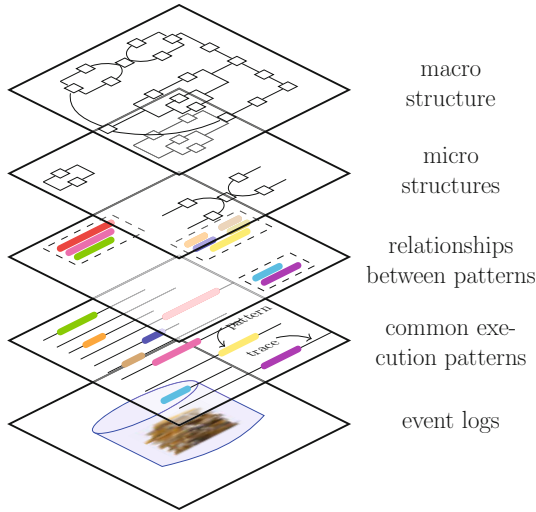 macro
structure
micro
structures
relationships
between patterns
common exe-
cution patterns
pattern
trace
event logs